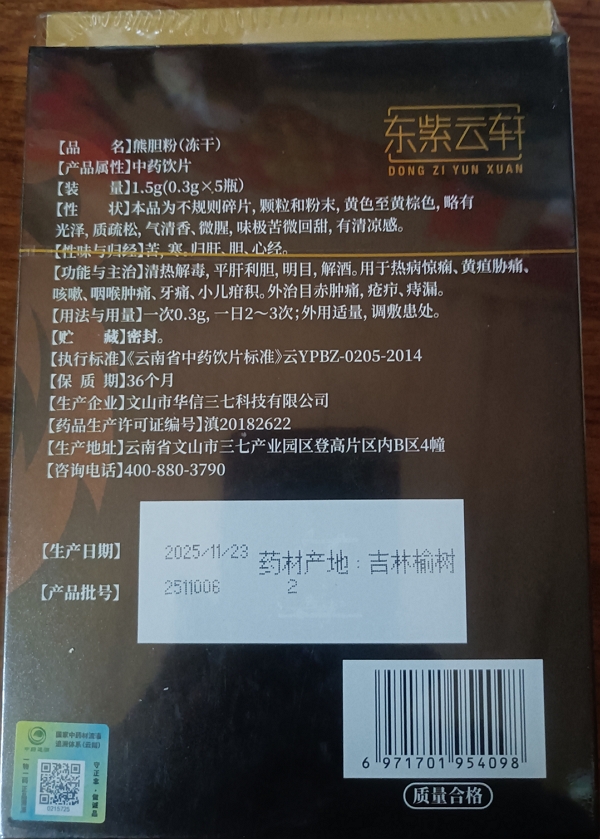 东紫云轩
DONG ZI YUN XUAN
【品 名】熊胆粉(冻干)
【产品属性】中药饮片
【装 量】1.5g(0.3g×5瓶)
【性 状】本品为不规则碎片, 颗粒和粉末, 黄色至黄棕色, 略有
光泽, 质疏松, 气清香、微腥, 味极苦微回甜, 有清凉感。
【性味与归经】苦, 寒。归肝、胆、心经。
【功能与主治】清热解毒, 平肝利胆, 明目, 解酒。用于热病惊痫、黄疸胁痛、
咳嗽、咽喉肿痛、牙痛、小儿疳积。外治目赤肿痛, 疮疖、痔漏。
【用法与用量】一次0.3g, 一日2～3次; 外用适量, 调敷患处。
【贮 藏】密封。
【执行标准】《云南省中药饮片标准》云YPBZ-0205-2014
【保 质 期】36个月
【生产企业】文山市华信三七科技有限公司
【药品生产许可证编号】滇20182622
【生产地址】云南省文山市三七产业园区登高片区内B区4幢
【咨询电话】400-880-3790
【生产日期】 2025/11/23 药材产地：吉林榆树
【产品批号】 2511006 2
6 971701 954098
质量合格
0215725